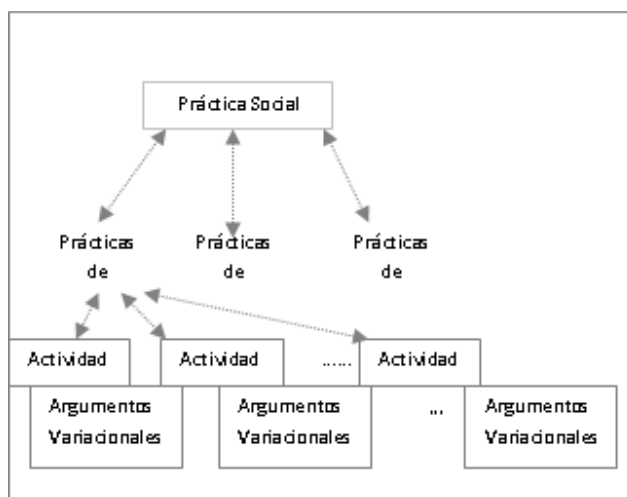 Práctica Social
Prácticas Prácticas Prácticas
de de de
Actividad Actividad ...... Actividad
Argumentos Argumentos ... Argumentos
Variacionales Variacionales Variacionales